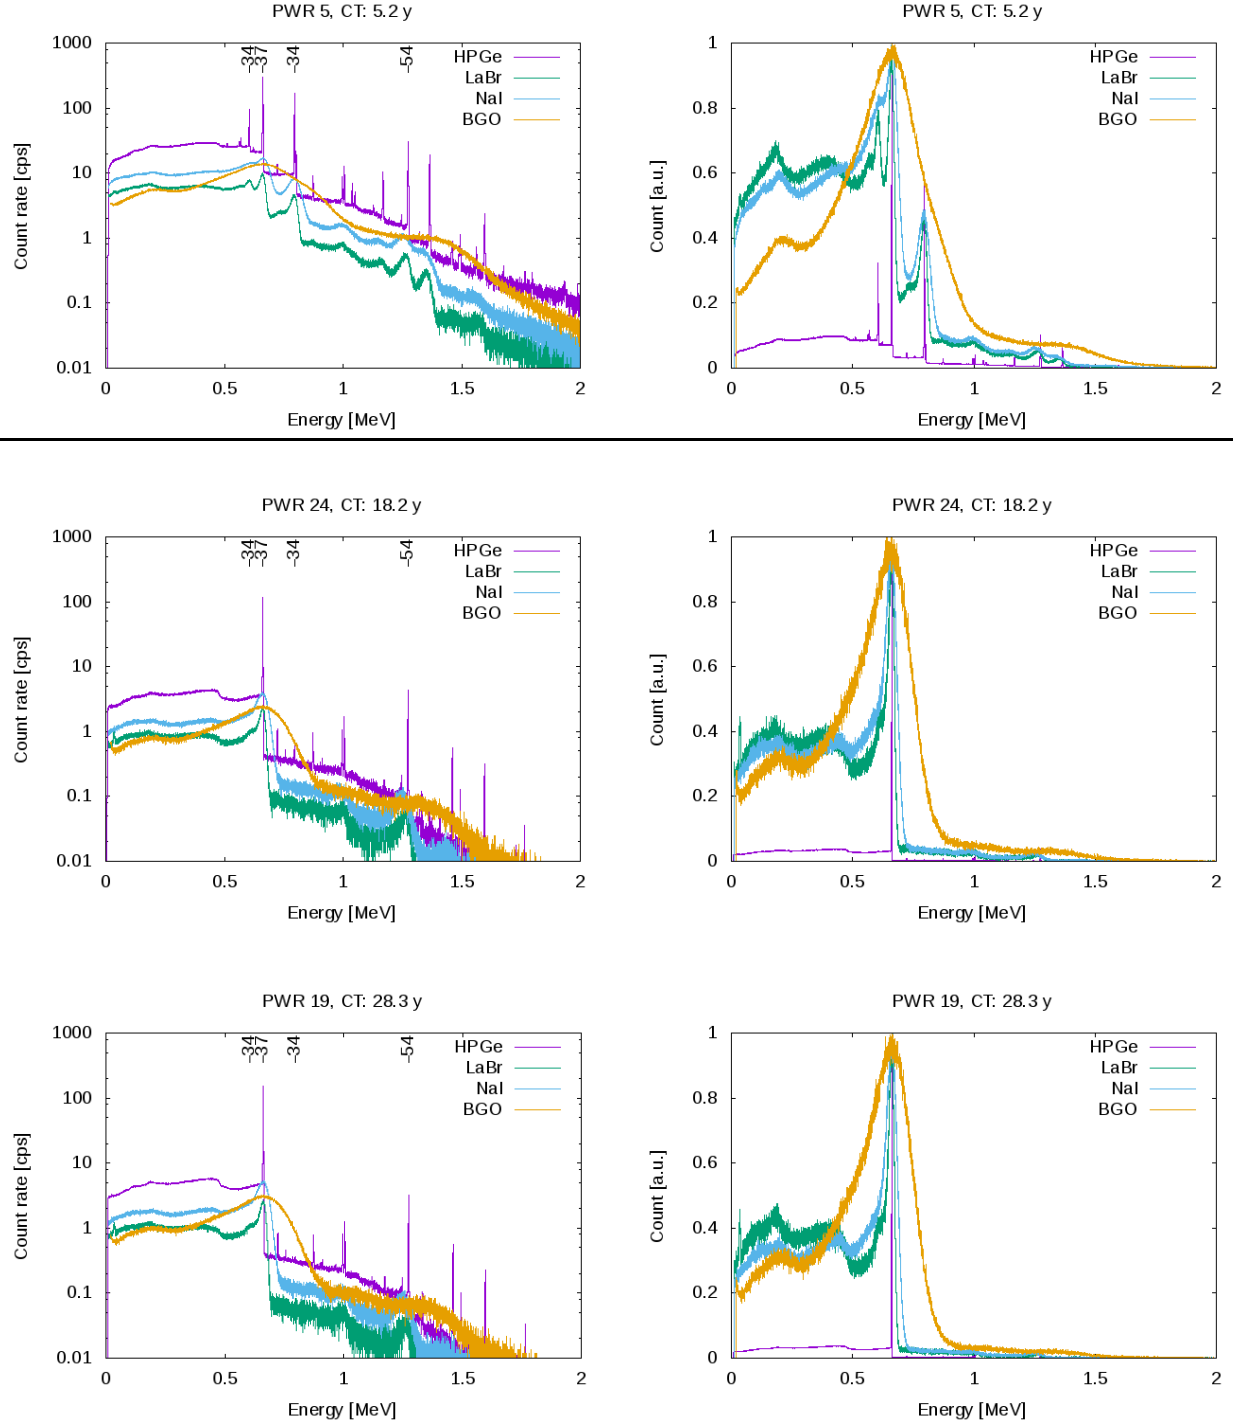 PWR 5, CT: 5.2 y
1000
100
10
1
0.1
0.01
Count rate [cps]
0
0.5
1
1.5
2
Energy [MeV]
-34
-37
-34
-54
HPGe
LaBr
NaI
BGO
PWR 5, CT: 5.2 y
1
0.8
0.6
0.4
0.2
0
Count [a.u.]
0
0.5
1
1.5
2
Energy [MeV]
HPGe
LaBr
NaI
BGO
PWR 24, CT: 18.2 y
1000
100
10
1
0.1
0.01
Count rate [cps]
0
0.5
1
1.5
2
Energy [MeV]
-34
-37
-34
-54
HPGe
LaBr
NaI
BGO
PWR 24, CT: 18.2 y
1
0.8
0.6
0.4
0.2
0
Count [a.u.]
0
0.5
1
1.5
2
Energy [MeV]
HPGe
LaBr
NaI
BGO
PWR 19, CT: 28.3 y
1000
100
10
1
0.1
0.01
Count rate [cps]
0
0.5
1
1.5
2
Energy [MeV]
-34
-37
-34
-54
HPGe
LaBr
NaI
BGO
PWR 19, CT: 28.3 y
1
0.8
0.6
0.4
0.2
0
Count [a.u.]
0
0.5
1
1.5
2
Energy [MeV]
HPGe
LaBr
NaI
BGO